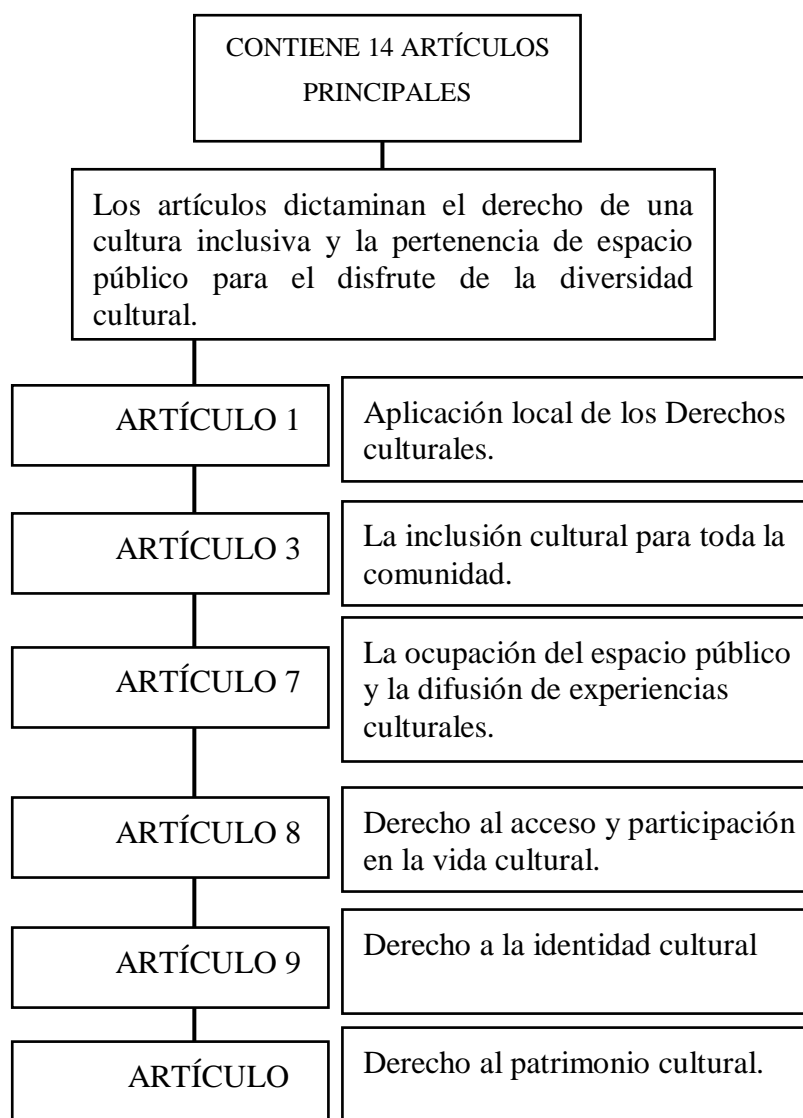 CONTIENE 14 ARTÍCULOS
PRINCIPALES
Los artículos dictaminan el derecho de una
cultura inclusiva y la pertenencia de espacio
público para el disfrute de la diversidad
cultural.
ARTÍCULO 1
Aplicación local de los Derechos
culturales.
ARTÍCULO 3
La inclusión cultural para toda la
comunidad.
ARTÍCULO 7
La ocupación del espacio público
y la difusión de experiencias
culturales.
ARTÍCULO 8
Derecho al acceso y participación
en la vida cultural.
ARTÍCULO 9
Derecho a la identidad cultural
ARTÍCULO
Derecho al patrimonio cultural.